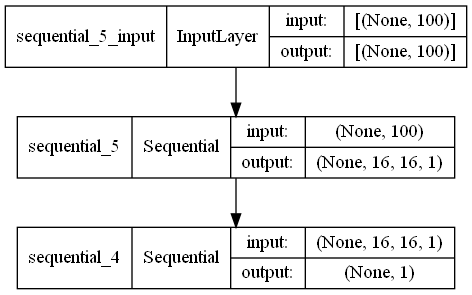 sequential_5_input InputLayer input: [(None, 100)]
output: [(None, 100)]
sequential_5 Sequential input: (None, 100)
output: (None, 16, 16, 1)
sequential_4 Sequential input: (None, 16, 16, 1)
output: (None, 1)